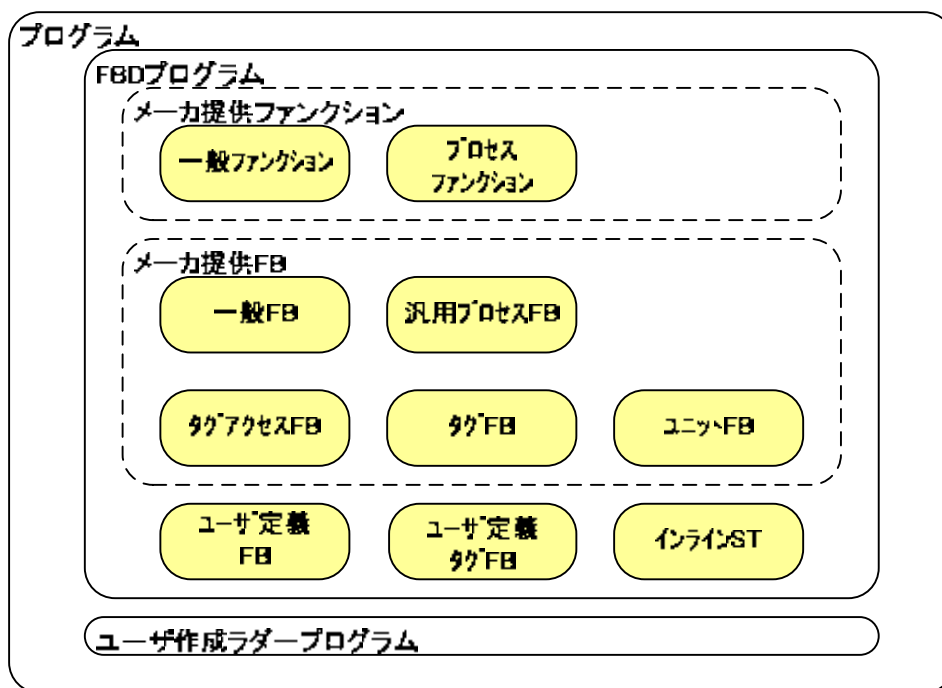 プログラム
FBDプログラム
メーカ提供ファンクション
一般ファンクション
プロセス
ファンクション
メーカ提供FB
一般FB
汎用プロセスFB
タグアクセスFB
タグFB
ユニットFB
ユーザ定義
FB
ユーザ定義
タグFB
インラインST
ユーザ作成ラダープログラム